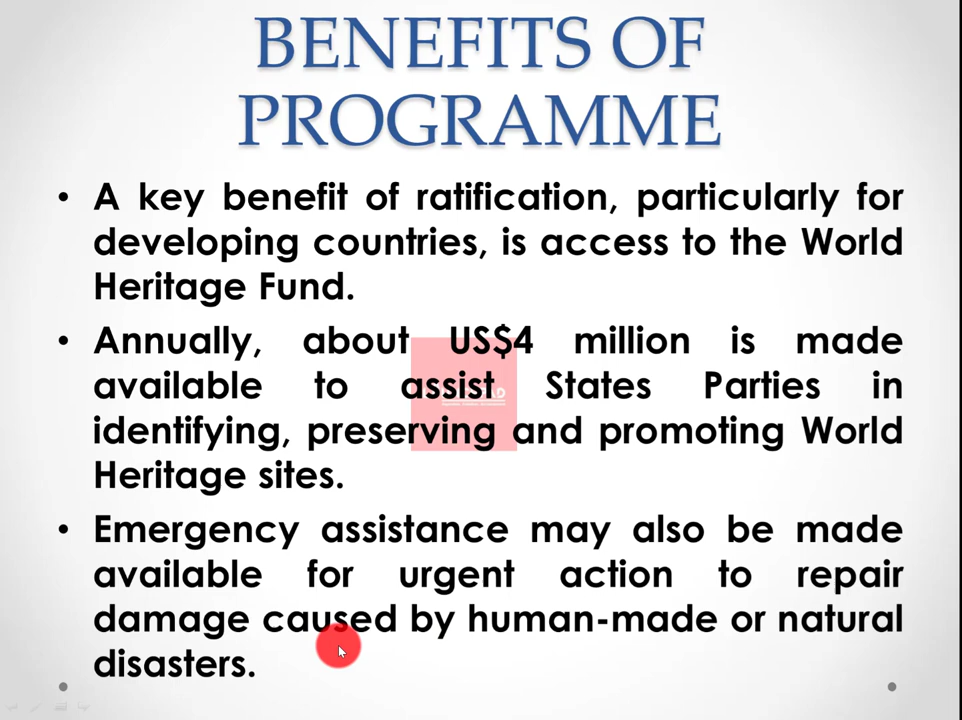 BENEFITS OF
PROGRAMME
• A key benefit of ratification, particularly for
developing countries, is access to the World
Heritage Fund.
• Annually, about US$4 million is made
available to assist States Parties in
identifying, preserving and promoting World
Heritage sites.
• Emergency assistance may also be made
available for urgent action to repair
damage caused by human-made or natural
disasters.